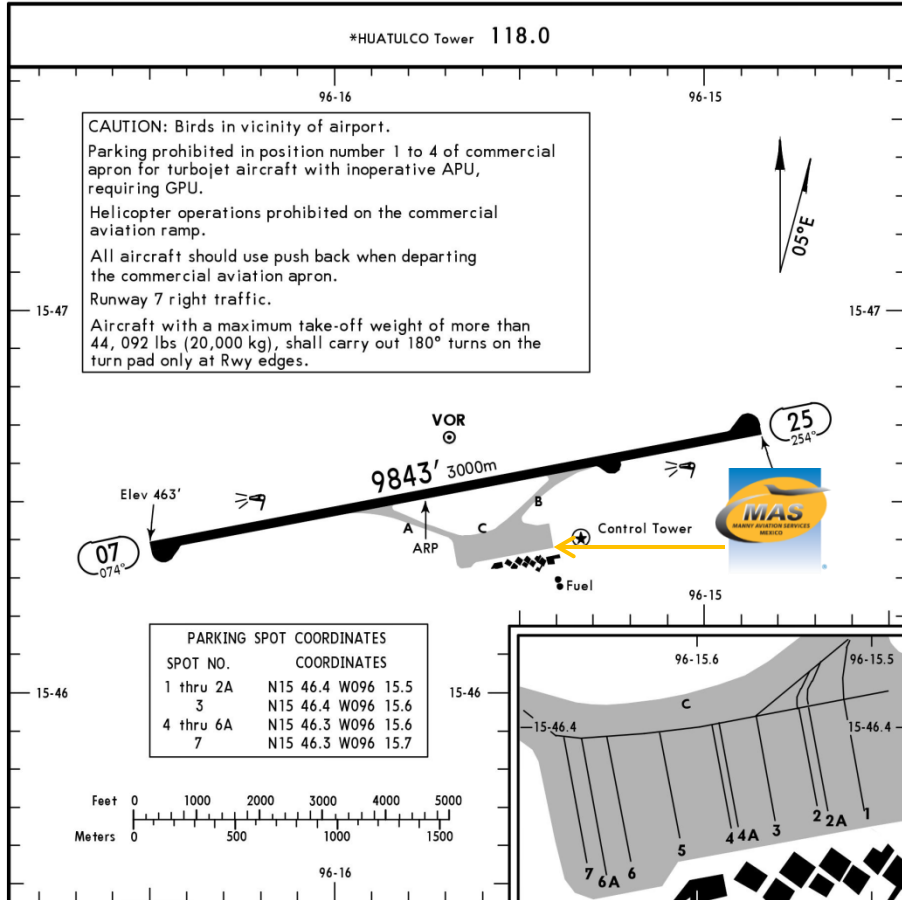 *HUATULCO Tower 118.0
96-16 96-15
CAUTION: Birds in vicinity of airport.
Parking prohibited in position number 1 to 4 of commercial
apron for turbojet aircraft with inoperative APU,
requiring GPU.
Helicopter operations prohibited on the commercial
aviation ramp.
All aircraft should use push back when departing
the commercial aviation apron.
Runway 7 right traffic.
Aircraft with a maximum take-off weight of more than
44, 092 lbs (20,000 kg), shall carry out 180° turns on the
turn pad only at Rwy edges.
05°E
15-47 15-47
VOR
25
254°
9843' 3000m
Elev 463'
MAS
MANNY AVIATION SERVICES
MEXICO
A C B
Control Tower
ARP
07
074°
Fuel
96-15
PARKING SPOT COORDINATES
SPOT NO. COORDINATES
1 thru 2A N15 46.4 W096 15.5
3 N15 46.4 W096 15.6
4 thru 6A N15 46.3 W096 15.6
7 N15 46.3 W096 15.7
15-46 15-46
96-15.6 96-15.5
C
15-46.4 15-46.4
7 6A 6 5 4 4A 3 2 2A 1
Feet 0 1000 2000 3000 4000 5000
Meters 0 500 1000 1500
96-16